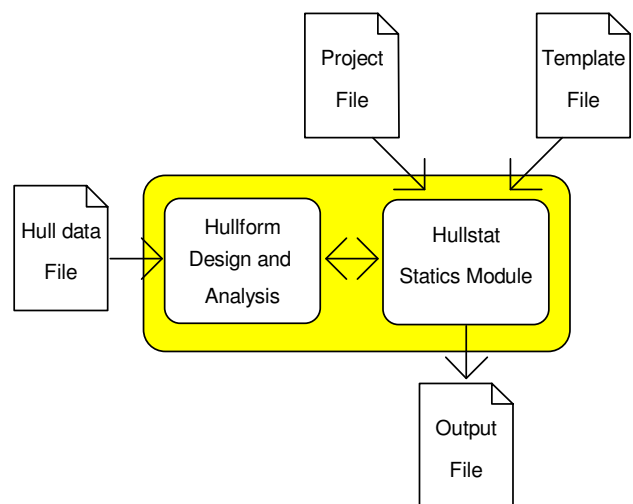 Project
File
Template
File
Hull data
File
Hullform
Design and
Analysis
Hullstat
Statics Module
Output
File